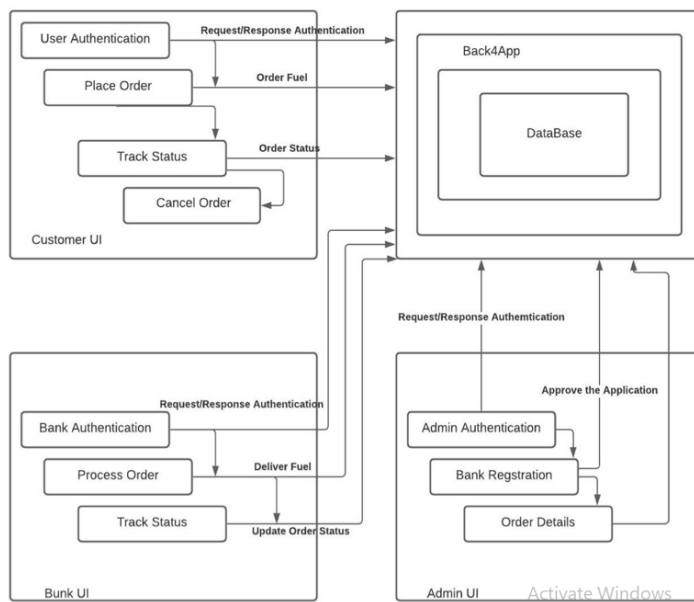 User Authentication
Request/Response Authentication
Back4App
Place Order
Order Fuel
DataBase
Track Status
Order Status
Cancel Order
Customer UI
Request/Response Authemtication
Approve the Application
Request/Response Authentication
Bank Authentication
Admin Authentication
Process Order
Deliver Fuel
Bank Regstration
Track Status
Update Order Status
Order Details
Bunk UI
Admin UI
Activate Windows